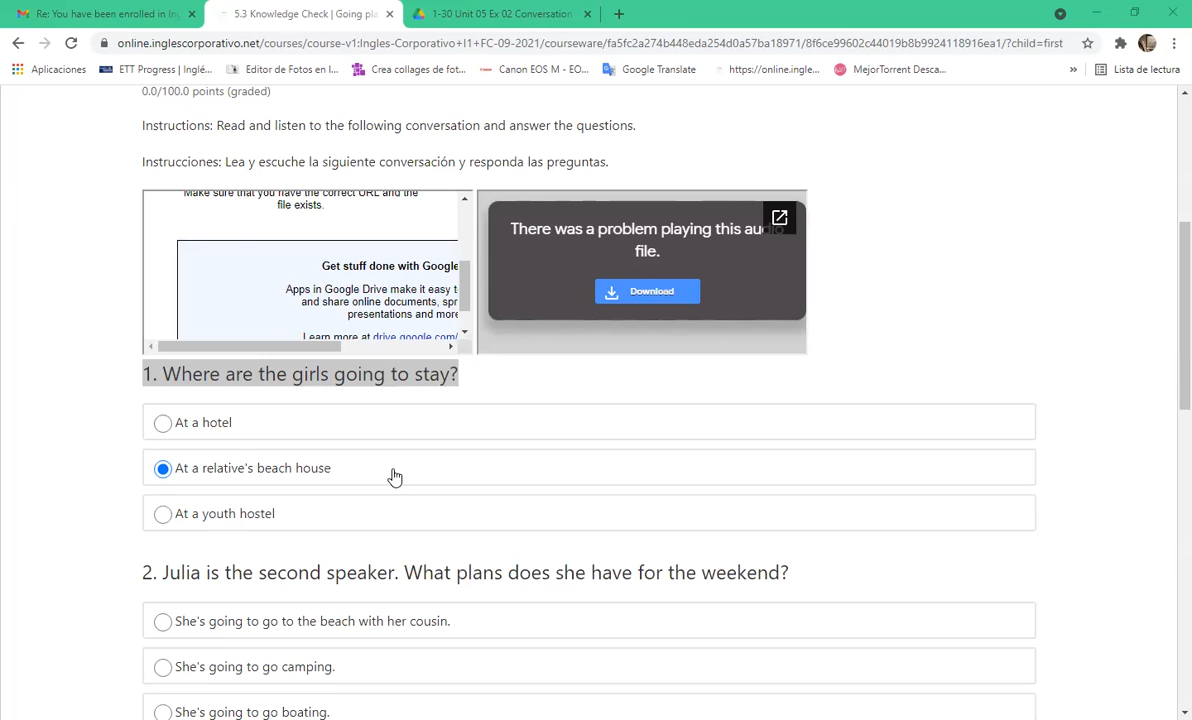 Re: You have been enrolled in Ing
5.3 Knowledge Check | Going pla
1-30 Unit 05 Ex 02 Conversation
online.inglescorporativo.net/courses/course-v1:Ingles-Corporativo+I1+FC-09-2021/courseware/fa5fc2a274b448eda254d0a57ba18971/8f6ce99602c44019b8b9924118916ea1/?child=first
Aplicaciones
ETT Progress | Inglé...
Editor de Fotos en l...
Crea collages de fot...
Canon EOS M - EO...
Google Translate
https://online.ingle...
MejorTorrent Desca...
»
Lista de lectura
0.0/100.0 points (graded)
Instructions: Read and listen to the following conversation and answer the questions.
Instrucciones: Lea y escuche la siguiente conversación y responda las preguntas.
Make sure that you have the correct URL and the
file exists.
Get stuff done with Google
Apps in Google Drive make it easy t
and share online documents, spr
presentations and more
Learn more at drive.google.com/
There was a problem playing this audio
file.
Download
1. Where are the girls going to stay?
At a hotel
At a relative's beach house
At a youth hostel
2. Julia is the second speaker. What plans does she have for the weekend?
She's going to go to the beach with her cousin.
She's going to go camping.
She's going to go boating.